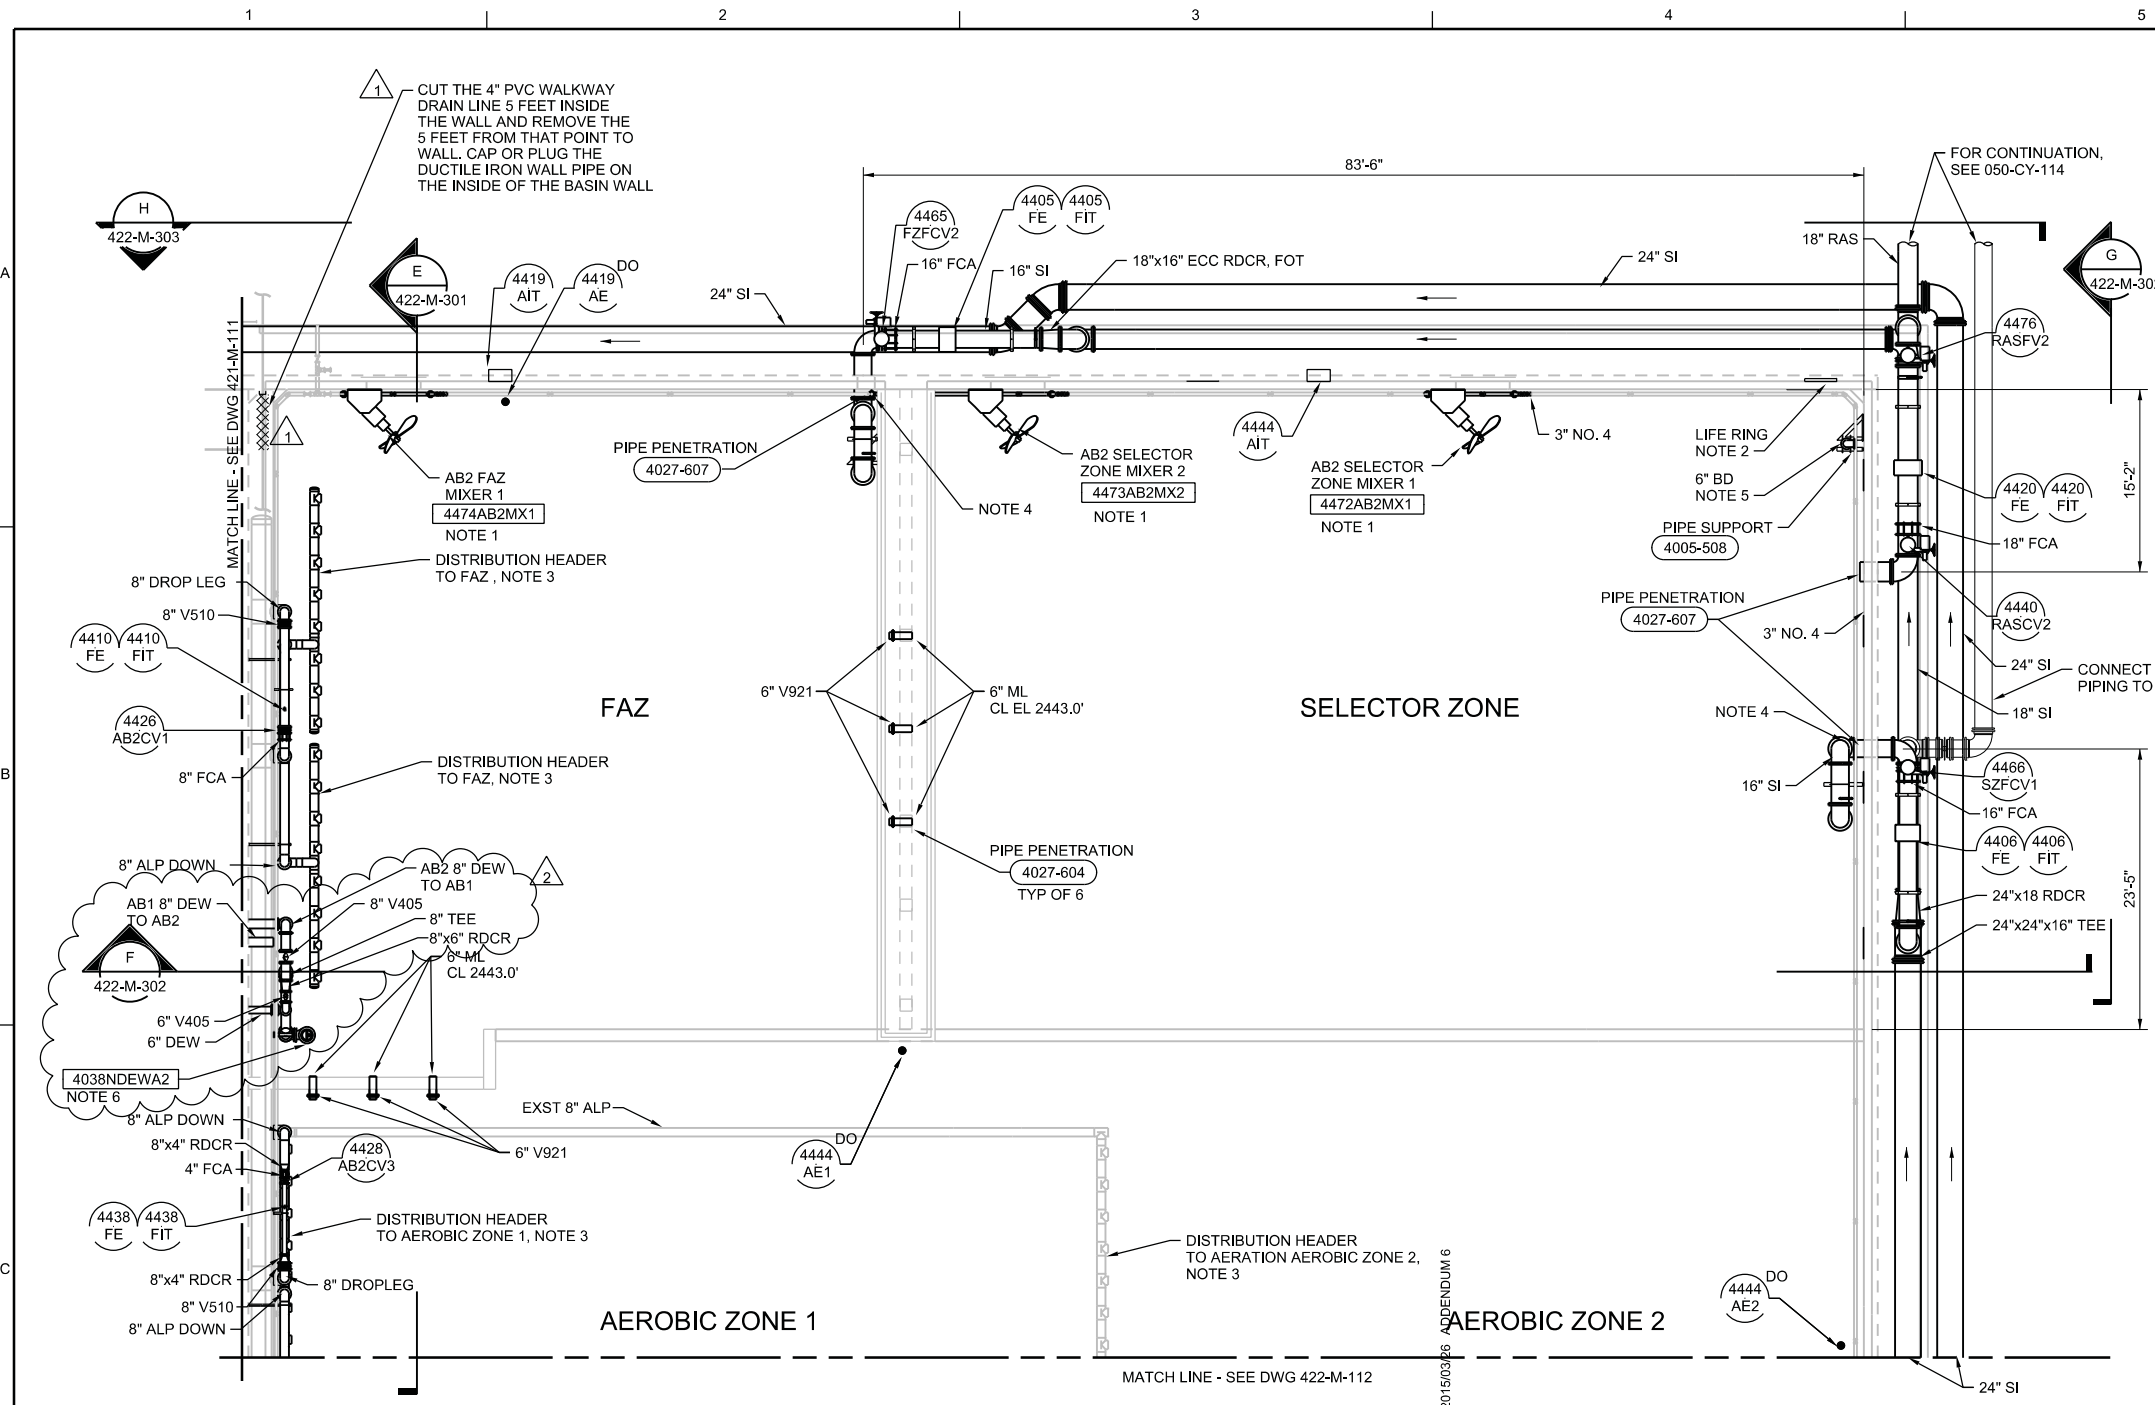 1
2
3
4
5
A
B
C
1
CUT THE 4" PVC WALKWAY
DRAIN LINE 5 FEET INSIDE
THE WALL AND REMOVE THE
5 FEET FROM THAT POINT TO
WALL. CAP OR PLUG THE
DUCTILE IRON WALL PIPE ON
THE INSIDE OF THE BASIN WALL
83'-6"
FOR CONTINUATION,
SEE 050-CY-114
H
422-M-303
E
422-M-301
4419
AIT
4419
AE
DO
24" SI
4465
FZFCV2
16" FCA
4405
FE
4405
FIT
16" SI
18"x16" ECC RDCR, FOT
24" SI
18" RAS
G
422-M-302
4476
RASFV2
MATCH LINE - SEE DWG 421-M-111
1
AB2 FAZ
MIXER 1
4474AB2MX1
NOTE 1
PIPE PENETRATION
4027-607
NOTE 4
AB2 SELECTOR
ZONE MIXER 2
4473AB2MX2
NOTE 1
4444
AIT
AB2 SELECTOR
ZONE MIXER 1
4472AB2MX1
NOTE 1
3" NO. 4
LIFE RING
NOTE 2
6" BD
NOTE 5
PIPE SUPPORT
4005-508
4420
FE
4420
FIT
15'-2"
18" FCA
DISTRIBUTION HEADER
TO FAZ , NOTE 3
8" DROP LEG
8" V510
4410
FE
4410
FIT
4426
AB2CV1
8" FCA
FAZ
6" V921
6" ML
CL EL 2443.0'
SELECTOR ZONE
PIPE PENETRATION
4027-607
3" NO. 4
4440
RASCV2
24" SI
CONNECT
PIPING TO
18" SI
NOTE 4
16" SI
4466
SZFCV1
16" FCA
4406
FE
4406
FIT
24"x18 RDCR
24"x24"x16" TEE
23'-5"
DISTRIBUTION HEADER
TO FAZ, NOTE 3
PIPE PENETRATION
4027-604
TYP OF 6
8" ALP DOWN
AB2 8" DEW
TO AB1
2
AB1 8" DEW
TO AB2
8" V405
8" TEE
8"x6" RDCR
6" ML
CL 2443.0'
F
422-M-302
6" V405
6" DEW
4038NDEWA2
NOTE 6
8" ALP DOWN
8"x4" RDCR
4" FCA
4428
AB2CV3
6" V921
EXST 8" ALP
DO
4444
AE1
4438
FE
4438
FIT
DISTRIBUTION HEADER
TO AEROBIC ZONE 1, NOTE 3
8"x4" RDCR
8" DROPLEG
8" V510
8" ALP DOWN
AEROBIC ZONE 1
DISTRIBUTION HEADER
TO AERATION AEROBIC ZONE 2,
NOTE 3
2015/03/26 ADDENDUM 6
AEROBIC ZONE 2
DO
4444
AE2
MATCH LINE - SEE DWG 422-M-112
24" SI